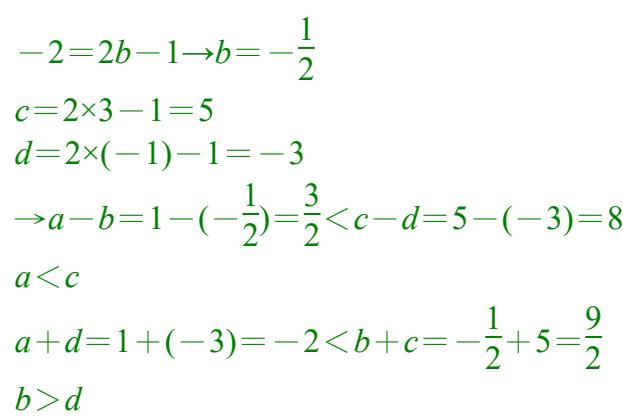 −2=2b−1→b=−1/2
c=2×3−1=5
d=2×(−1)−1=−3
→a−b=1−(−1/2)=3/2<c−d=5−(−3)=8
a<c
a+d=1+(−3)=−2<b+c=−1/2+5=9/2
b>d